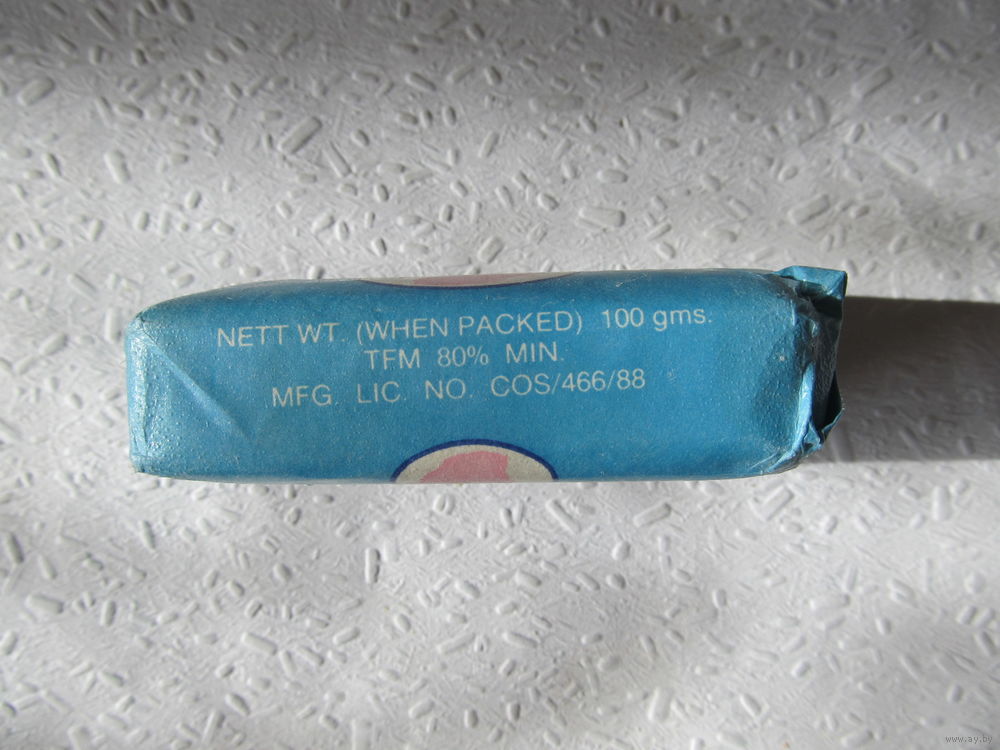 NETT WT. (WHEN PACKED) 100 gms.
TFM 80% MIN.
MFG. LIC. NO. COS/466/88
www.ay.by